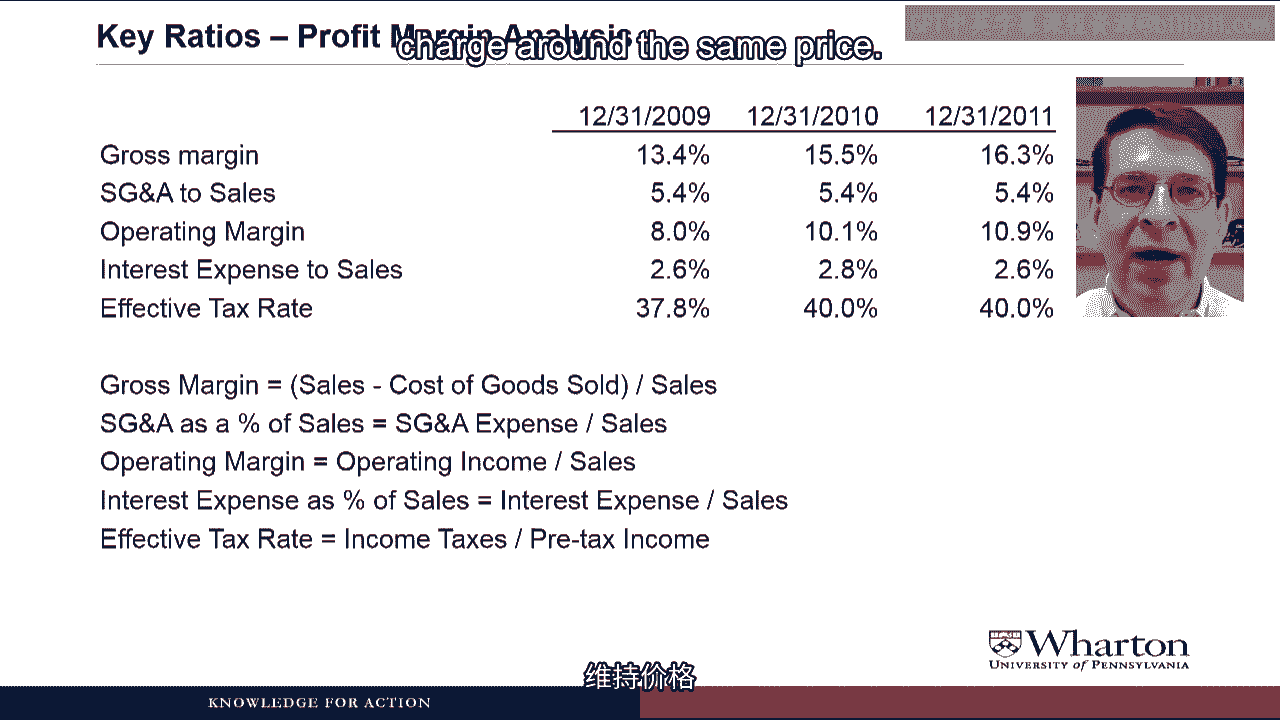 Key Ratios – Profit Margin Analysis
charge around the same price.
12/31/2009 12/31/2010 12/31/2011
Gross margin 13.4% 15.5% 16.3%
SG&A to Sales 5.4% 5.4% 5.4%
Operating Margin 8.0% 10.1% 10.9%
Interest Expense to Sales 2.6% 2.8% 2.6%
Effective Tax Rate 37.8% 40.0% 40.0%
Gross Margin = (Sales - Cost of Goods Sold) / Sales
SG&A as a % of Sales = SG&A Expense / Sales
Operating Margin = Operating Income / Sales
Interest Expense as % of Sales = Interest Expense / Sales
Effective Tax Rate = Income Taxes / Pre-tax Income
Wharton
UNIVERSITY of PENNSYLVANIA
维持价格
KNOWLEDGE FOR ACTION